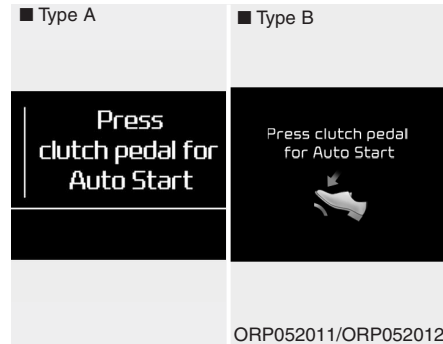 ■ Type A
Press
clutch pedal for
Auto Start
■ Type B
Press clutch pedal
for Auto Start
ORP052011/ORP052012